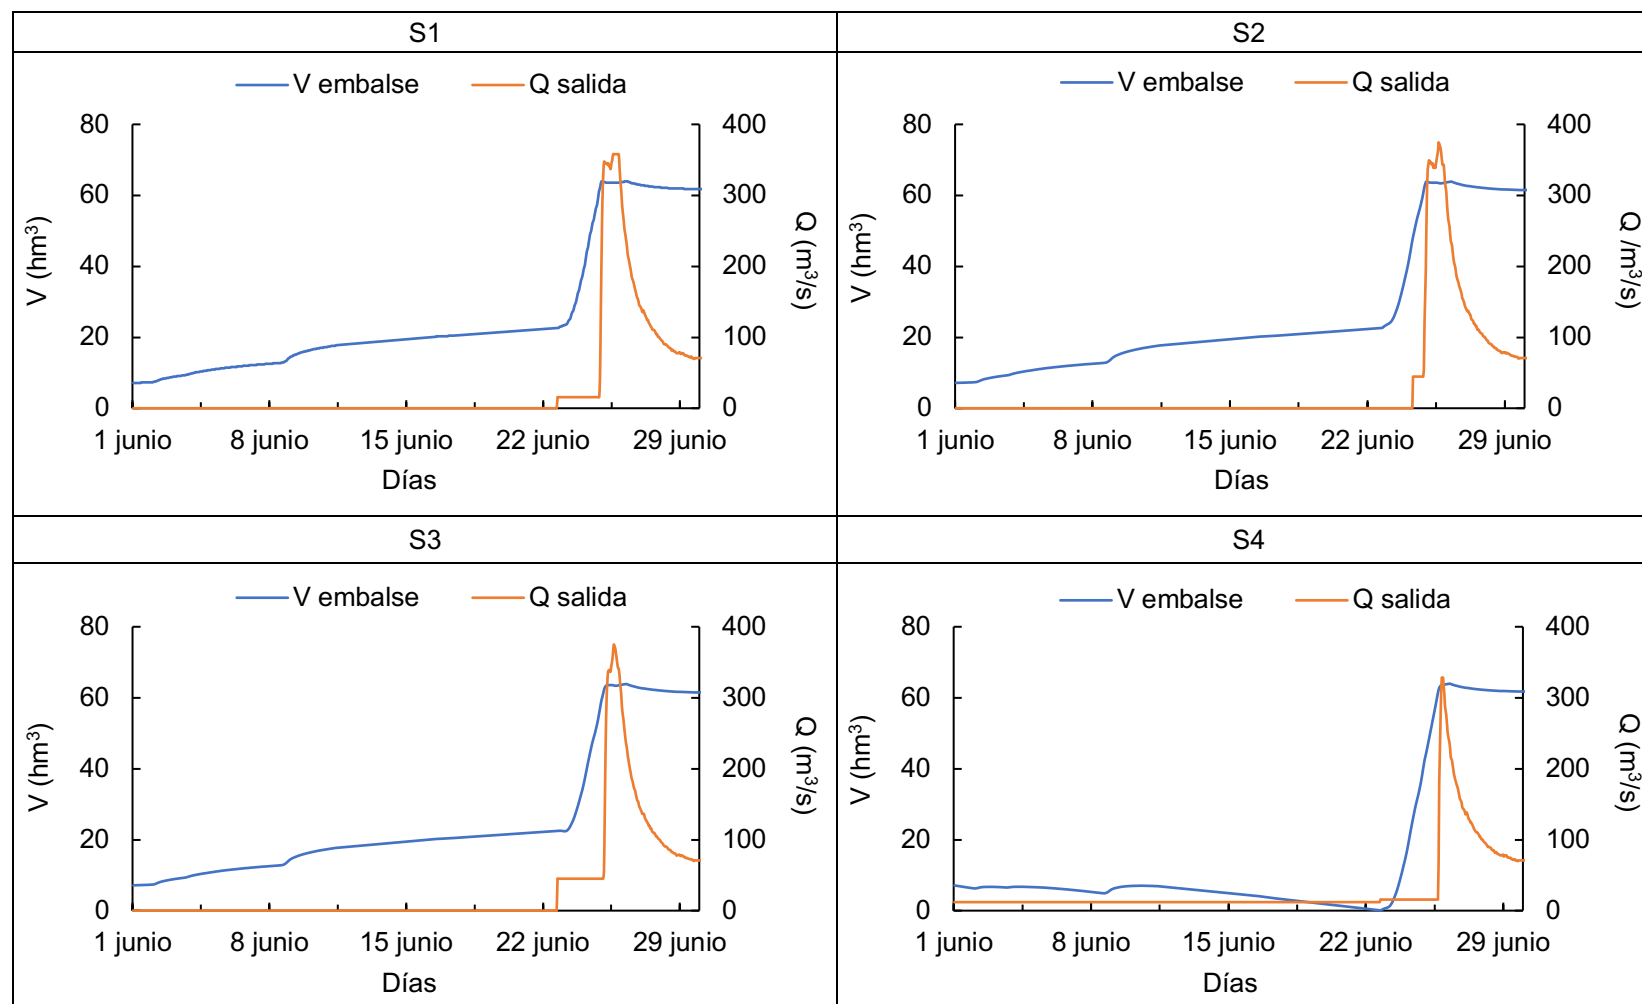 S1
S2
V embalse Q salida
80 400
60 300
40 200
20 100
0 0
V (hm³)
Q (m³/s)
1 junio 8 junio 15 junio 22 junio 29 junio
Días
V embalse Q salida
80 400
60 300
40 200
20 100
0 0
V (hm³)
Q /m³/s)
1 junio 8 junio 15 junio 22 junio 29 junio
Días
S3
S4
V embalse Q salida
80 400
60 300
40 200
20 100
0 0
V (hm³)
Q (m³/s)
1 junio 8 junio 15 junio 22 junio 29 junio
Días
V embalse Q salida
80 400
60 300
40 200
20 100
0 0
V (hm³)
Q (m³/s)
1 junio 8 junio 15 junio 22 junio 29 junio
Días